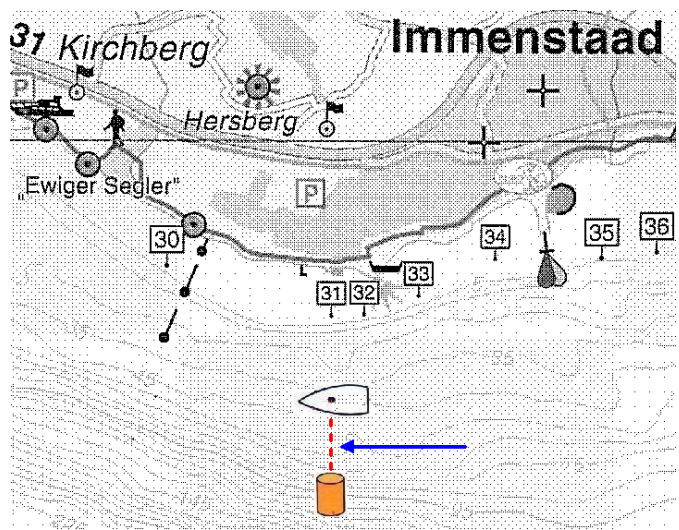 31 Kirchberg
Immenstaad
P
Hersberg
„Ewiger Segler"
P
30
34
35
36
31
32
33